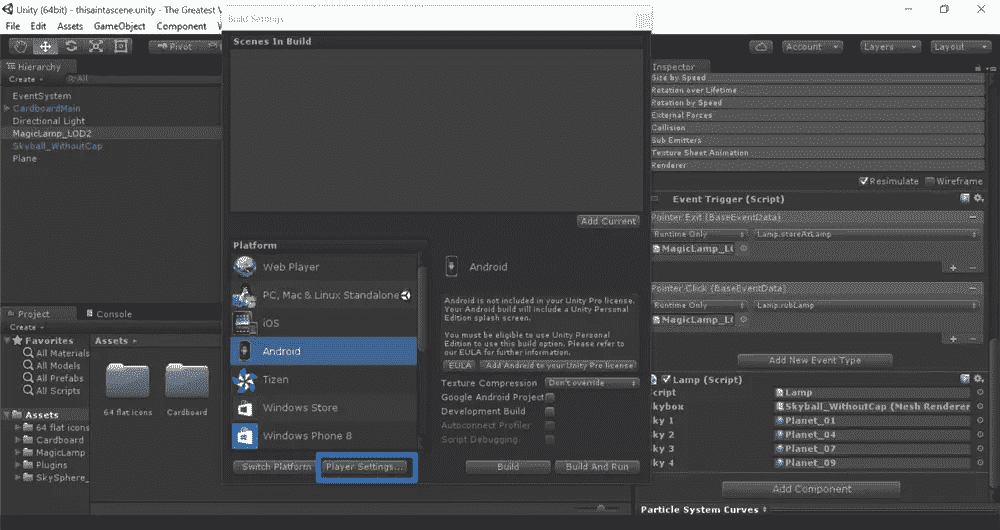 Unity (64bit) - thisaintascene.unity - The Greatest V
File Edit Assets GameObject Component
Build Settings
Pivot
Account
Layers
Layout
Hierarchy
Create
All
EventSystem
CardboardMain
Directional Light
MagicLamp_LOD2
Skyball_WithoutCap
Plane
Scenes In Build
Add Current
Platform
Web Player
PC, Mac & Linux Standalone
iOS
Android
Tizen
Windows Store
Windows Phone 8
Switch Platform
Player Settings...
Android
Android is not included in your Unity Pro license.
Your Android build will include a Unity Personal
Edition splash screen.
You must be eligible to use Unity Personal
Edition to use this build option. Please refer to
our EULA for further information.
EULA
Add Android to your Unity Pro license
Texture Compression
Don't override
Google Android Project
Development Build
Autoconnect Profiler
Script Debugging
Build
Build And Run
Project
Console
Create
Favorites
All Materials
All Models
All Prefabs
All Scripts
Assets
64 flat icons
Cardboard
MagicLamp
Plugins
SkySphere_
Assets
64 flat icons
Cardboard
Inspector
Size by Speed
Rotation over Lifetime
Rotation by Speed
External Forces
Collision
Sub Emitters
Texture Sheet Animation
Renderer
Resimulate
Wireframe
Event Trigger (Script)
Pointer Exit (BaseEventData)
Runtime Only
Lamp.stareAtLamp
MagicLamp_LO
Pointer Click (BaseEventData)
Runtime Only
Lamp.rubLamp
MagicLamp_LO
Add New Event Type
Lamp (Script)
Script
Lamp
Skybox
Skyball_WithoutCap (Mesh Renderer
Sky 1
Planet_01
Sky 2
Planet_04
Sky 3
Planet_07
Sky 4
Planet_09
Add Component
Particle System Curves